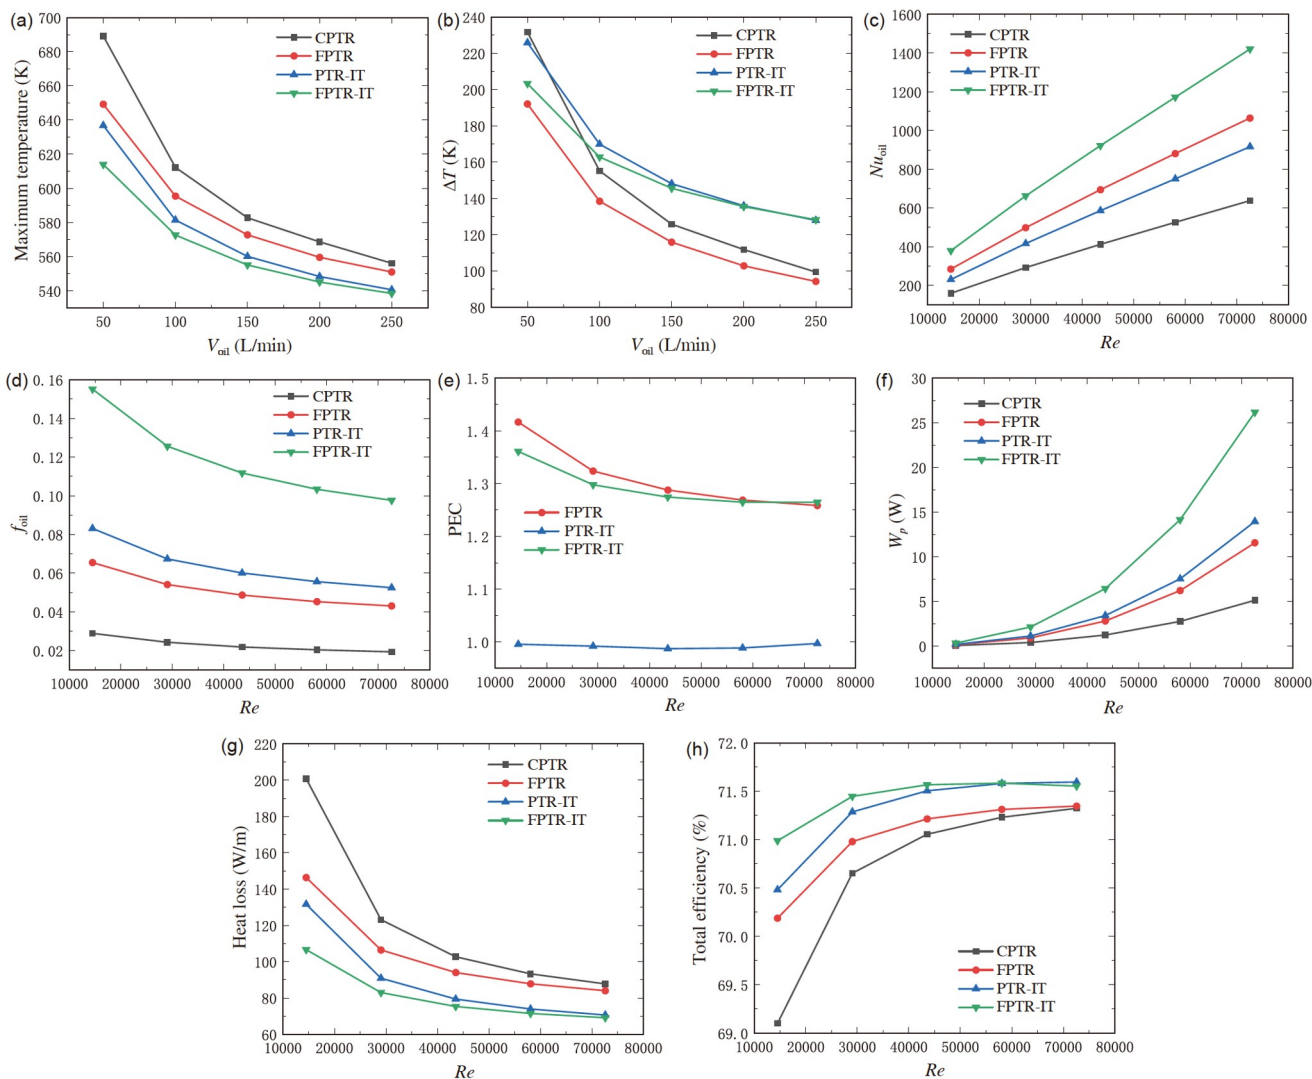 (a)
700
680
660
640
620
600
580
560
540
Maximum temperature (K)
CPTR
FPTR
PTR-IT
FPTR-IT
50 100 150 200 250
V_oil (L/min)
(b)
240
220
200
180
160
140
120
100
80
ΔT (K)
CPTR
FPTR
PTR-IT
FPTR-IT
50 100 150 200 250
V_oil (L/min)
(c)
1600
1400
1200
1000
800
600
400
200
Nu_oil
CPTR
FPTR
PTR-IT
FPTR-IT
10000 20000 30000 40000 50000 60000 70000 80000
Re
(d)
0.16
0.14
0.12
0.10
0.08
0.06
0.04
0.02
f_oil
CPTR
FPTR
PTR-IT
FPTR-IT
10000 20000 30000 40000 50000 60000 70000 80000
Re
(e)
1.5
1.4
1.3
1.2
1.1
1.0
PEC
FPTR
PTR-IT
FPTR-IT
10000 20000 30000 40000 50000 60000 70000 80000
Re
(f)
30
25
20
15
10
5
0
W_p (W)
CPTR
FPTR
PTR-IT
FPTR-IT
10000 20000 30000 40000 50000 60000 70000 80000
Re
(g)
220
200
180
160
140
120
100
80
60
Heat loss (W/m)
CPTR
FPTR
PTR-IT
FPTR-IT
10000 20000 30000 40000 50000 60000 70000 80000
Re
(h)
72.0
71.5
71.0
70.5
70.0
69.5
69.0
Total efficiency (%)
CPTR
FPTR
PTR-IT
FPTR-IT
10000 20000 30000 40000 50000 60000 70000 80000
Re